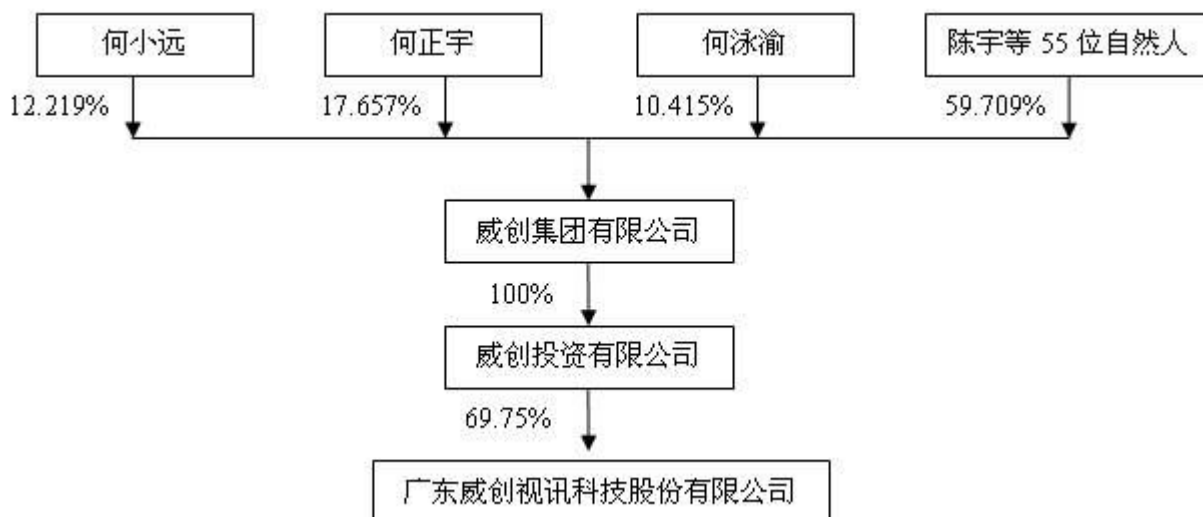 何小远
何正宇
何泳渝
陈宇等 55 位自然人
12.219%
17.657%
10.415%
59.709%
威创集团有限公司
100%
威创投资有限公司
69.75%
广东威创视讯科技股份有限公司